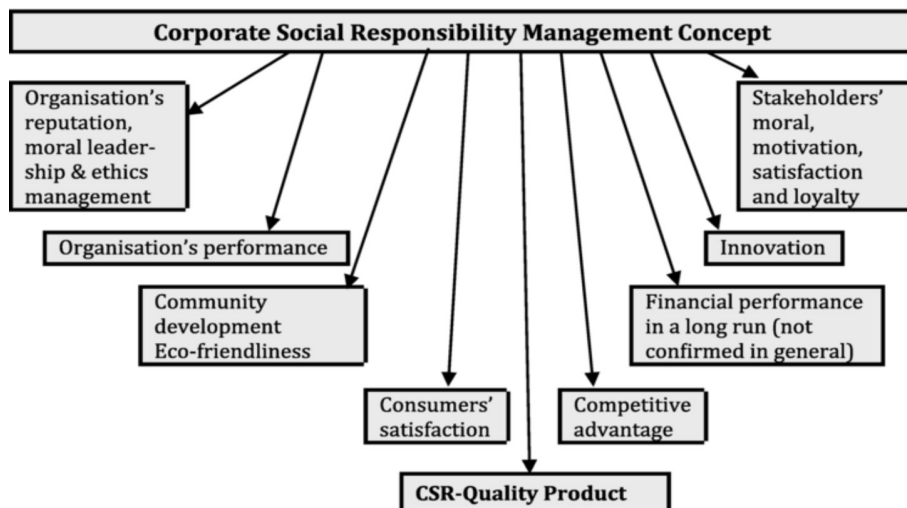 Corporate Social Responsibility Management Concept
Organisation's
reputation,
moral leader-
ship & ethics
management
Stakeholders'
moral,
motivation,
satisfaction
and loyalty
Organisation's performance
Innovation
Community
development
Eco-friendliness
Financial performance
in a long run (not
confirmed in general)
Consumers'
satisfaction
Competitive
advantage
CSR-Quality Product